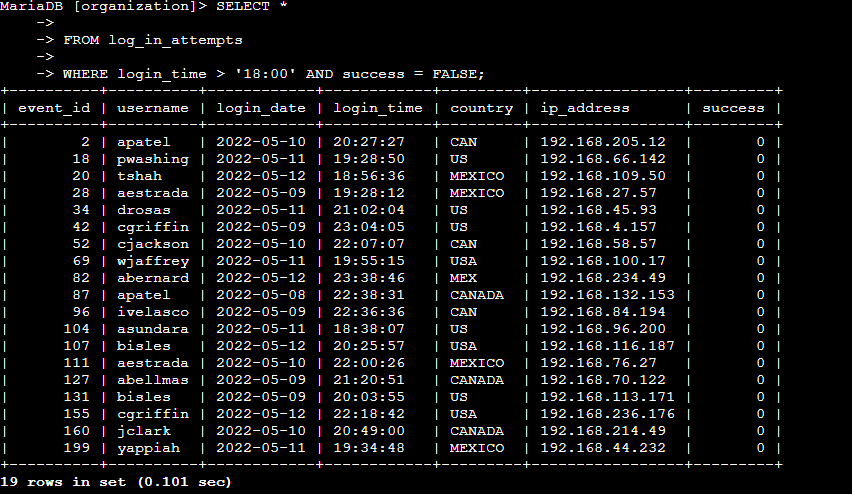 MariaDB [organization]> SELECT *
    ->
    -> FROM log_in_attempts
    ->
    -> WHERE login_time > '18:00' AND success = FALSE;
+----------+----------+------------+------------+---------+-----------------+---------+
| event_id | username | login_date | login_time | country | ip_address      | success |
+----------+----------+------------+------------+---------+-----------------+---------+
|        2 | apatel   | 2022-05-10 | 20:27:27   | CAN     | 192.168.205.12  |       0 |
|       18 | pwashing | 2022-05-11 | 19:28:50   | US      | 192.168.66.142  |       0 |
|       20 | tshah    | 2022-05-12 | 18:56:36   | MEXICO  | 192.168.109.50  |       0 |
|       28 | aestrada | 2022-05-09 | 19:28:12   | MEXICO  | 192.168.27.57   |       0 |
|       34 | drosas   | 2022-05-11 | 21:02:04   | US      | 192.168.45.93   |       0 |
|       42 | cgriffin | 2022-05-09 | 23:04:05   | US      | 192.168.4.157   |       0 |
|       52 | cjackson | 2022-05-10 | 22:07:07   | CAN     | 192.168.58.57   |       0 |
|       69 | wjaffrey | 2022-05-11 | 19:55:15   | USA     | 192.168.100.17  |       0 |
|       82 | abernard | 2022-05-12 | 23:38:46   | MEX     | 192.168.234.49  |       0 |
|       87 | apatel   | 2022-05-08 | 22:38:31   | CANADA  | 192.168.132.153 |       0 |
|       96 | ivelasco | 2022-05-09 | 22:36:36   | CAN     | 192.168.84.194  |       0 |
|      104 | asundara | 2022-05-11 | 18:38:07   | US      | 192.168.96.200  |       0 |
|      107 | bisles   | 2022-05-12 | 20:25:57   | USA     | 192.168.116.187 |       0 |
|      111 | aestrada | 2022-05-10 | 22:00:26   | MEXICO  | 192.168.76.27   |       0 |
|      127 | abellmas | 2022-05-09 | 21:20:51   | CANADA  | 192.168.70.122  |       0 |
|      131 | bisles   | 2022-05-09 | 20:03:55   | US      | 192.168.113.171 |       0 |
|      155 | cgriffin | 2022-05-12 | 22:18:42   | USA     | 192.168.236.176 |       0 |
|      160 | jclark   | 2022-05-10 | 20:49:00   | CANADA  | 192.168.214.49  |       0 |
|      199 | yappiah  | 2022-05-11 | 19:34:48   | MEXICO  | 192.168.44.232  |       0 |
+----------+----------+------------+------------+---------+-----------------+---------+
19 rows in set (0.101 sec)